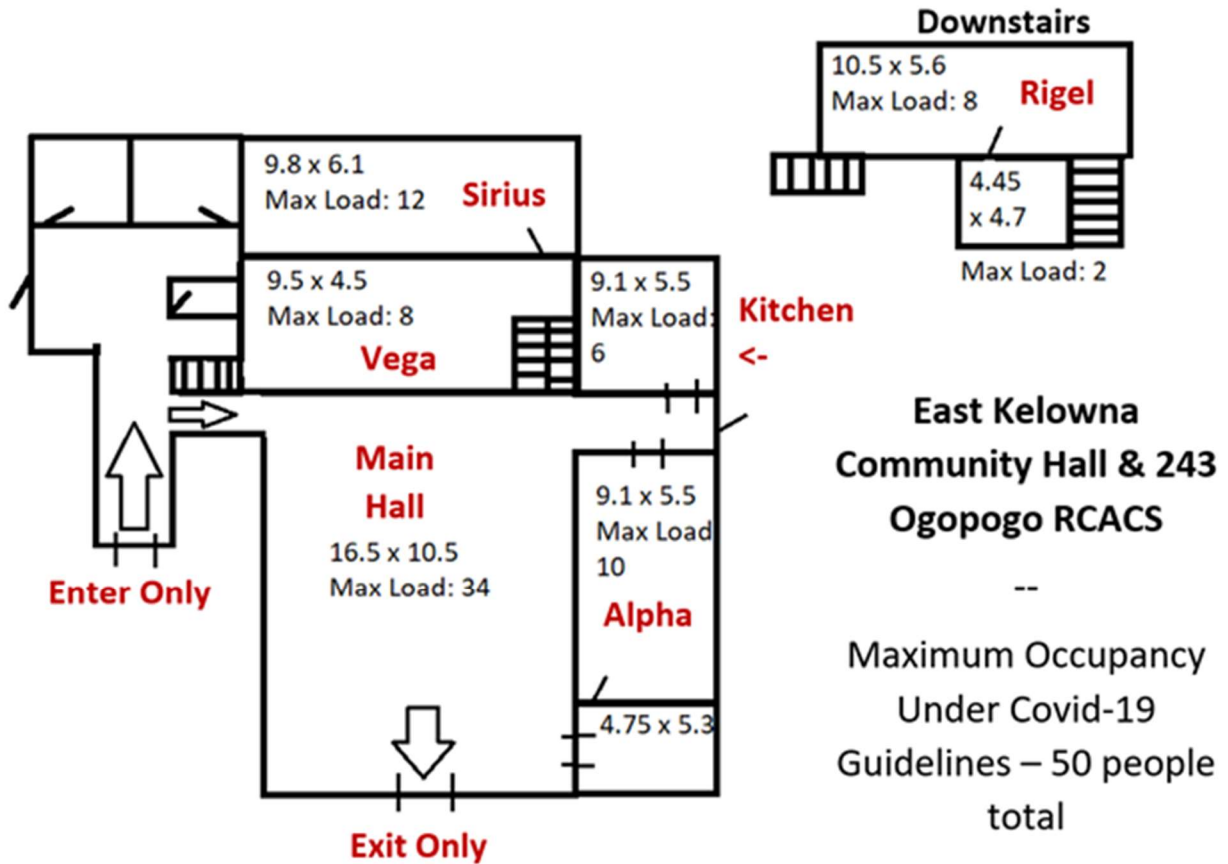 Downstairs
10.5 x 5.6
Max Load: 8
Rigel
4.45
x 4.7
Max Load: 2
9.8 x 6.1
Max Load: 12
Sirius
9.5 x 4.5
Max Load: 8
Vega
9.1 x 5.5
Max Load:
6
Kitchen
<-
Main
Hall
16.5 x 10.5
Max Load: 34
9.1 x 5.5
Max Load
10
Alpha
4.75 x 5.3
Enter Only
Exit Only
East Kelowna
Community Hall & 243
Ogopogo RCACS
--
Maximum Occupancy
Under Covid-19
Guidelines – 50 people
total